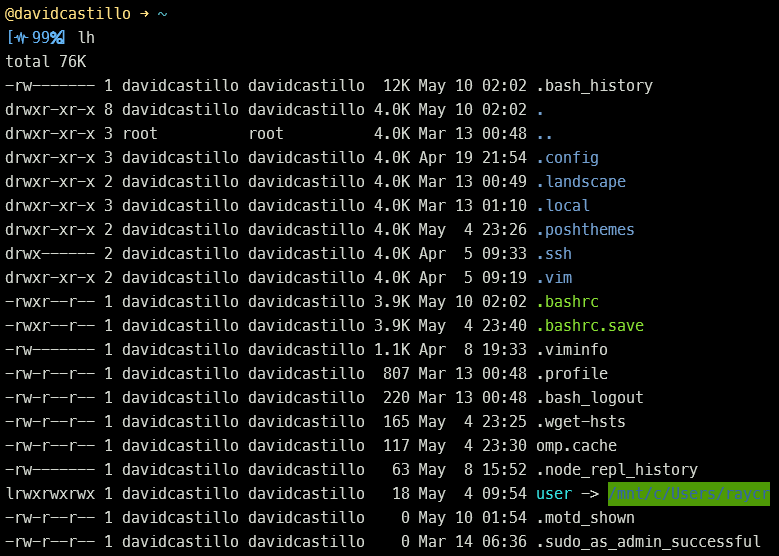 @davidcastillo → ~
[99%] lh
total 76K
-rw------- 1 davidcastillo davidcastillo  12K May 10 02:02 .bash_history
drwxr-xr-x 8 davidcastillo davidcastillo 4.0K May 10 02:02 .
drwxr-xr-x 3 root          root          4.0K Mar 13 00:48 ..
drwxr-xr-x 3 davidcastillo davidcastillo 4.0K Apr 19 21:54 .config
drwxr-xr-x 2 davidcastillo davidcastillo 4.0K Mar 13 00:49 .landscape
drwxr-xr-x 3 davidcastillo davidcastillo 4.0K Mar 13 01:10 .local
drwxr-xr-x 2 davidcastillo davidcastillo 4.0K May  4 23:26 .poshthemes
drwx------ 2 davidcastillo davidcastillo 4.0K Apr  5 09:33 .ssh
drwxr-xr-x 2 davidcastillo davidcastillo 4.0K Apr  5 09:19 .vim
-rwxr--r-- 1 davidcastillo davidcastillo 3.9K May 10 02:02 .bashrc
-rwxr--r-- 1 davidcastillo davidcastillo 3.9K May  4 23:40 .bashrc.save
-rw------- 1 davidcastillo davidcastillo 1.1K Apr  8 19:33 .viminfo
-rw-r--r-- 1 davidcastillo davidcastillo  807 Mar 13 00:48 .profile
-rw-r--r-- 1 davidcastillo davidcastillo  220 Mar 13 00:48 .bash_logout
-rw-r--r-- 1 davidcastillo davidcastillo  165 May  4 23:25 .wget-hsts
-rw-r--r-- 1 davidcastillo davidcastillo  117 May  4 23:30 omp.cache
-rw------- 1 davidcastillo davidcastillo   63 May  8 15:52 .node_repl_history
lrwxrwxrwx 1 davidcastillo davidcastillo   18 May  4 09:54 user -> /mnt/c/Users/raycr
-rw-r--r-- 1 davidcastillo davidcastillo    0 May 10 01:54 .motd_shown
-rw-r--r-- 1 davidcastillo davidcastillo    0 Mar 14 06:36 .sudo_as_admin_successful